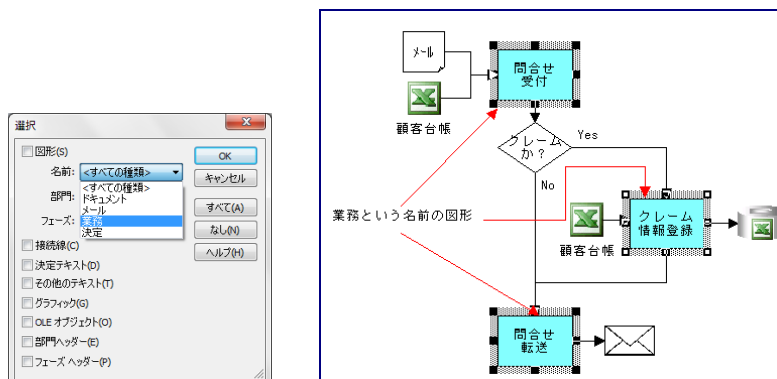 選択
図形(S)
名前:
<すべての種類>
<すべての種類>
ドキュメント
メール
業務
決定
部門:
フェーズ:
接続線(C)
決定テキスト(D)
その他のテキスト(T)
グラフィック(G)
OLE オブジェクト(O)
部門ヘッダー(E)
フェーズ ヘッダー(P)
OK
キャンセル
すべて(A)
なし(N)
ヘルプ(H)
メール
顧客台帳
問合せ
受付
クレーム
か？
Yes
No
業務という名前の図形
顧客台帳
クレーム
情報登録
問合せ
転送